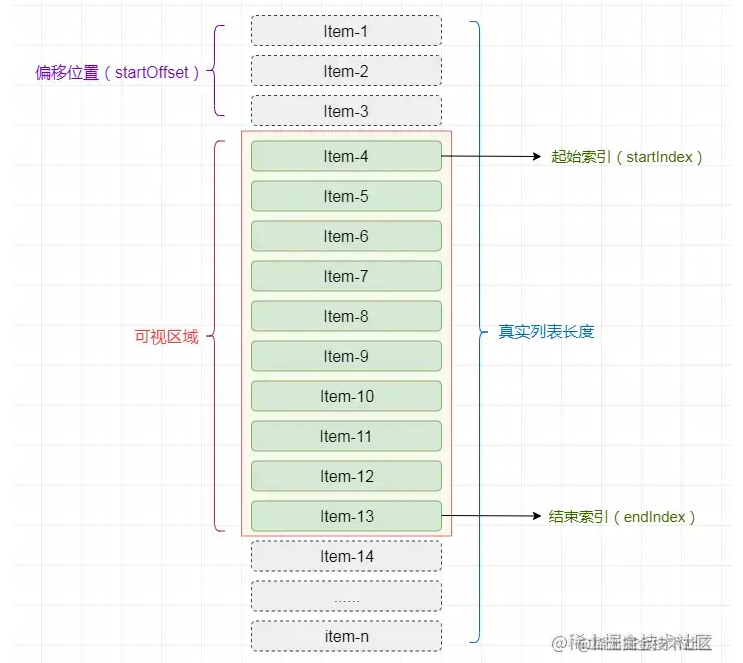 Item-1
偏移位置（startOffset）
Item-2
Item-3
Item-4
起始索引（startIndex）
Item-5
Item-6
Item-7
Item-8
可视区域
真实列表长度
Item-9
Item-10
Item-11
Item-12
Item-13
结束索引（endIndex）
Item-14
......
item-n
@稀土掘金技术社区